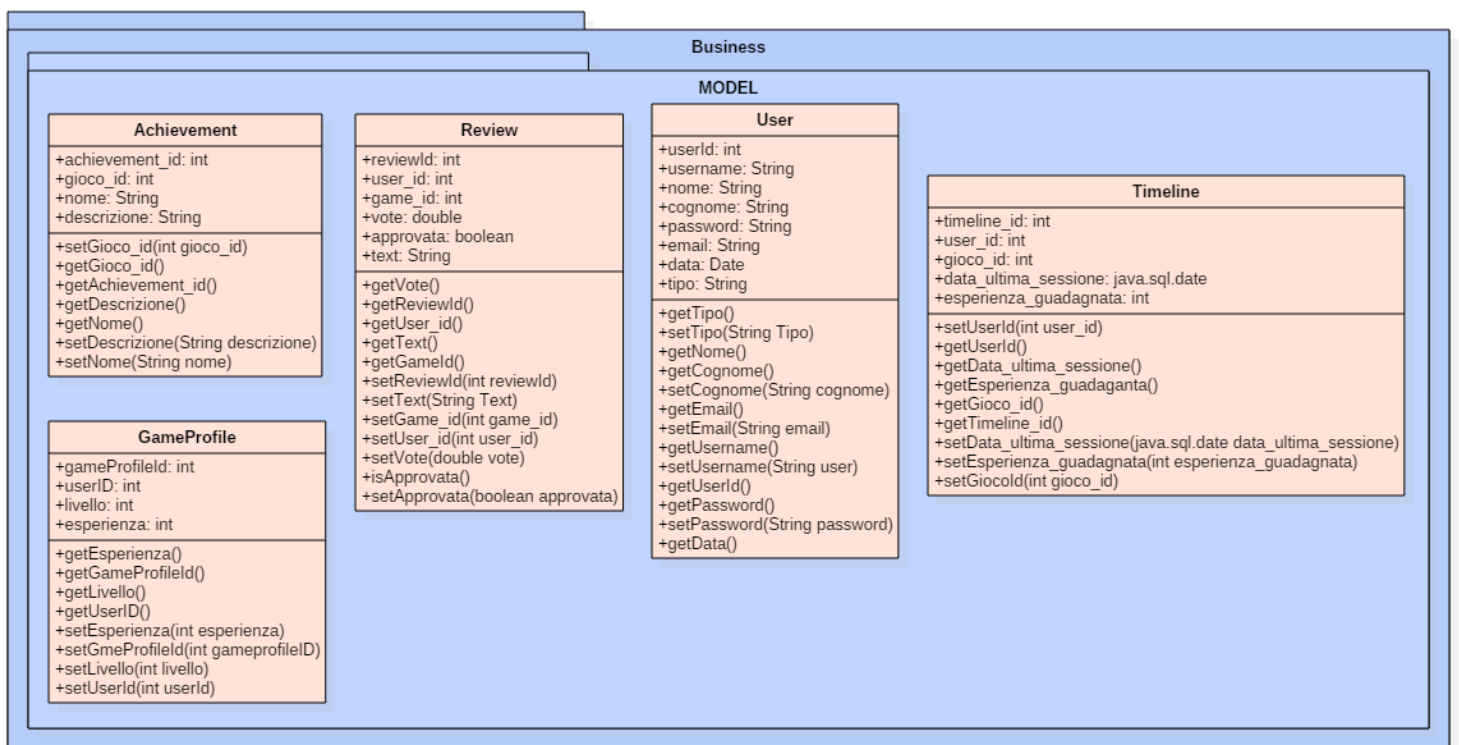 Business
MODEL
Achievement
+achievement_id: int
+gioco_id: int
+nome: String
+descrizione: String
+setGioco_id(int gioco_id)
+getGioco_id()
+getAchievement_id()
+getDescrizione()
+getNome()
+setDescrizione(String descrizione)
+setNome(String nome)
Review
+reviewId: int
+user_id: int
+game_id: int
+vote: double
+approvata: boolean
+text: String
+getVote()
+getReviewId()
+getUser_id()
+getText()
+getGameId()
+setReviewId(int reviewId)
+setText(String Text)
+setGame_id(int game_id)
+setUser_id(int user_id)
+setVote(double vote)
+isApprovata()
+setApprovata(boolean approvata)
User
+userId: int
+username: String
+nome: String
+cognome: String
+password: String
+email: String
+data: Date
+tipo: String
+getTipo()
+setTipo(String Tipo)
+getNome()
+getCognome()
+setCognome(String cognome)
+getEmail()
+setEmail(String email)
+getUsername()
+setUsername(String user)
+getUserId()
+getPassword()
+setPassword(String password)
+getData()
Timeline
+timeline_id: int
+user_id: int
+gioco_id: int
+data_ultima_sessione: java.sql.date
+esperienza_guadagnata: int
+setUserId(int user_id)
+getUserId()
+getData_ultima_sessione()
+getEsperienza_guadaganta()
+getGioco_id()
+getTimeline_id()
+setData_ultima_sessione(java.sql.date data_ultima_sessione)
+setEsperienza_guadagnata(int esperienza_guadagnata)
+setGiocoId(int gioco_id)
GameProfile
+gameProfileId: int
+userID: int
+livello: int
+esperienza: int
+getEsperienza()
+getGameProfileId()
+getLivello()
+getUserID()
+setEsperienza(int esperienza)
+setGmeProfileId(int gameprofileID)
+setLivello(int livello)
+setUserId(int userId)